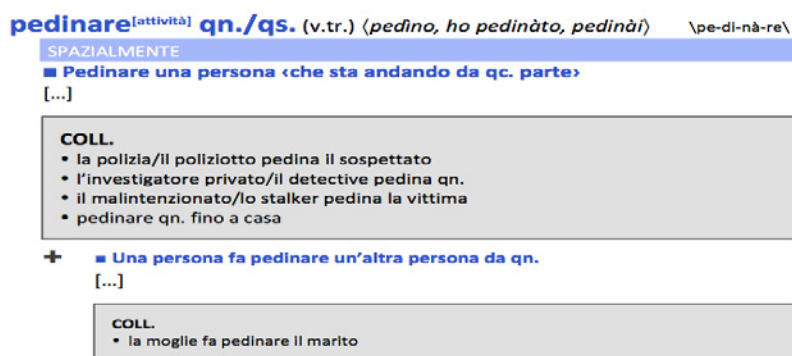 pedinare[attività] qn./qs. (v.tr.) ⟨pedìno, ho pedinàto, pedinài⟩ \pe-di-nà-re\
SPAZIALMENTE
■ Pedinare una persona ‹che sta andando da qc. parte›
[...]
COLL.
• la polizia/il poliziotto pedina il sospettato
• l'investigatore privato/il detective pedina qn.
• il malintenzionato/lo stalker pedina la vittima
• pedinare qn. fino a casa
+ ■ Una persona fa pedinare un'altra persona da qn.
[...]
COLL.
• la moglie fa pedinare il marito